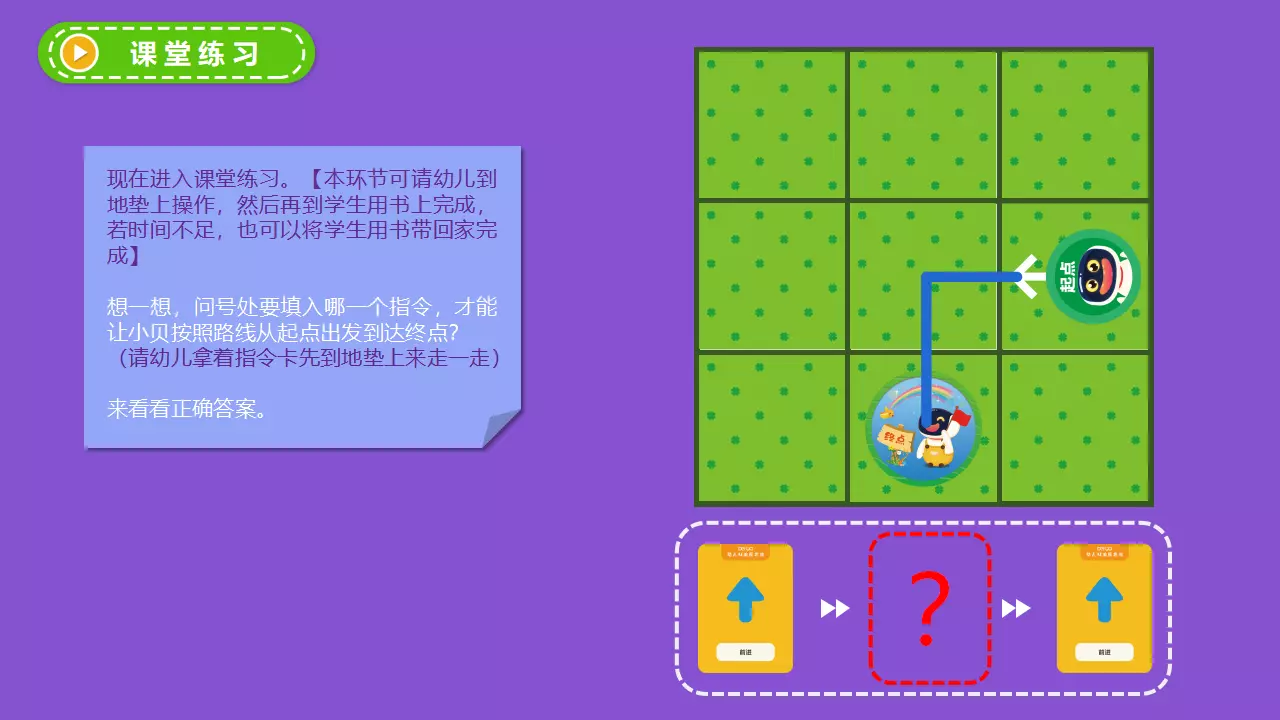 课堂练习
现在进入课堂练习。【本环节可请幼儿到
地垫上操作，然后再到学生用书上完成，
若时间不足，也可以将学生用书带回家完
成】
想一想，问号处要填入哪一个指令，才能
让小贝按照路线从起点出发到达终点？
（请幼儿拿着指令卡先到地垫上来走一走）
来看看正确答案。
起点
终点
?
前进
前进